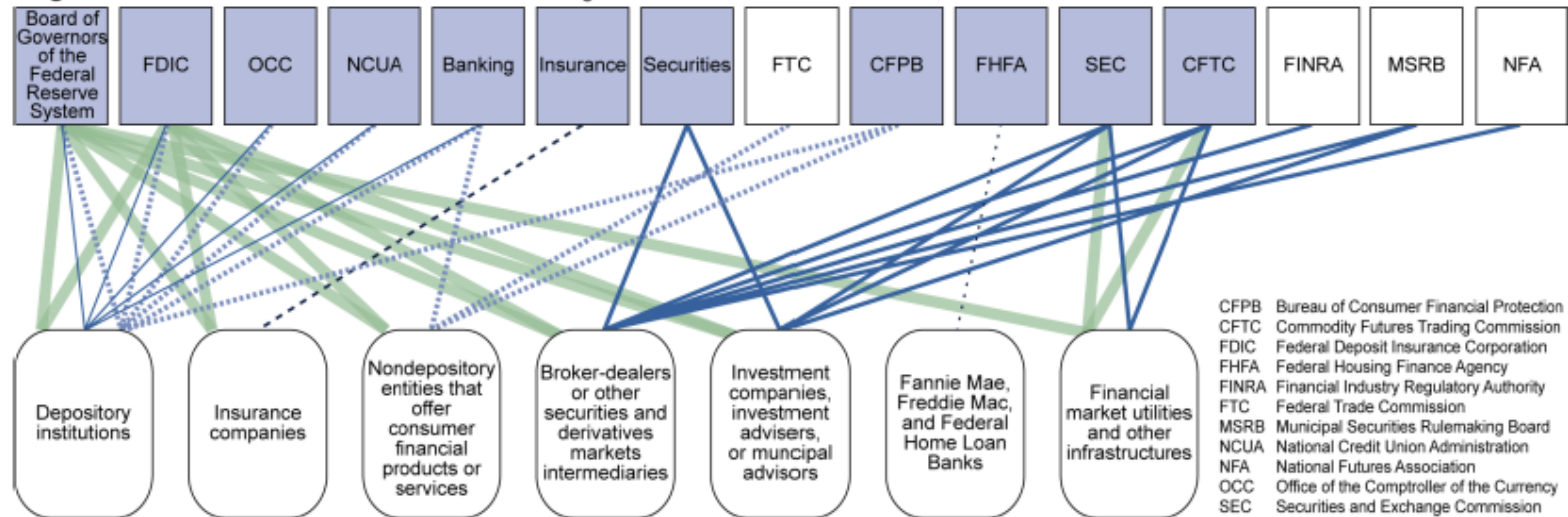 Board of
Governors
of the
Federal
Reserve
System
FDIC
OCC
NCUA
Banking
Insurance
Securities
FTC
CFPB
FHFA
SEC
CFTC
FINRA
MSRB
NFA
Depository
institutions
Insurance
companies
Nondepository
entities that
offer
consumer
financial
products or
services
Broker-dealers
or other
securities and
derivatives
markets
intermediaries
Investment
companies,
investment
advisers,
or muncipal
advisors
Fannie Mae,
Freddie Mac,
and Federal
Home Loan
Banks
Financial
market utilities
and other
infrastructures
CFPB Bureau of Consumer Financial Protection
CFTC Commodity Futures Trading Commission
FDIC Federal Deposit Insurance Corporation
FHFA Federal Housing Finance Agency
FINRA Financial Industry Regulatory Authority
FTC Federal Trade Commission
MSRB Municipal Securities Rulemaking Board
NCUA National Credit Union Administration
NFA National Futures Association
OCC Office of the Comptroller of the Currency
SEC Securities and Exchange Commission